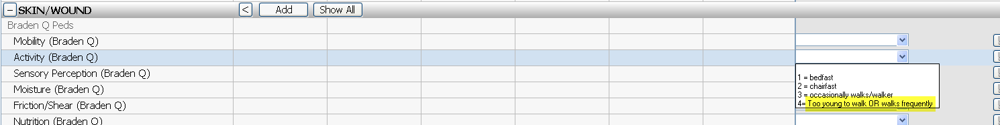 − SKIN/WOUND < Add Show All
Braden Q Peds
Mobility (Braden Q)
Activity (Braden Q)
Sensory Perception (Braden Q)
1 = bedfast
Moisture (Braden Q)
2 = chairfast
3 = occasionally walks/walker
Friction/Shear (Braden Q)
4= Too young to walk OR walks frequently
Nutrition (Braden Q)